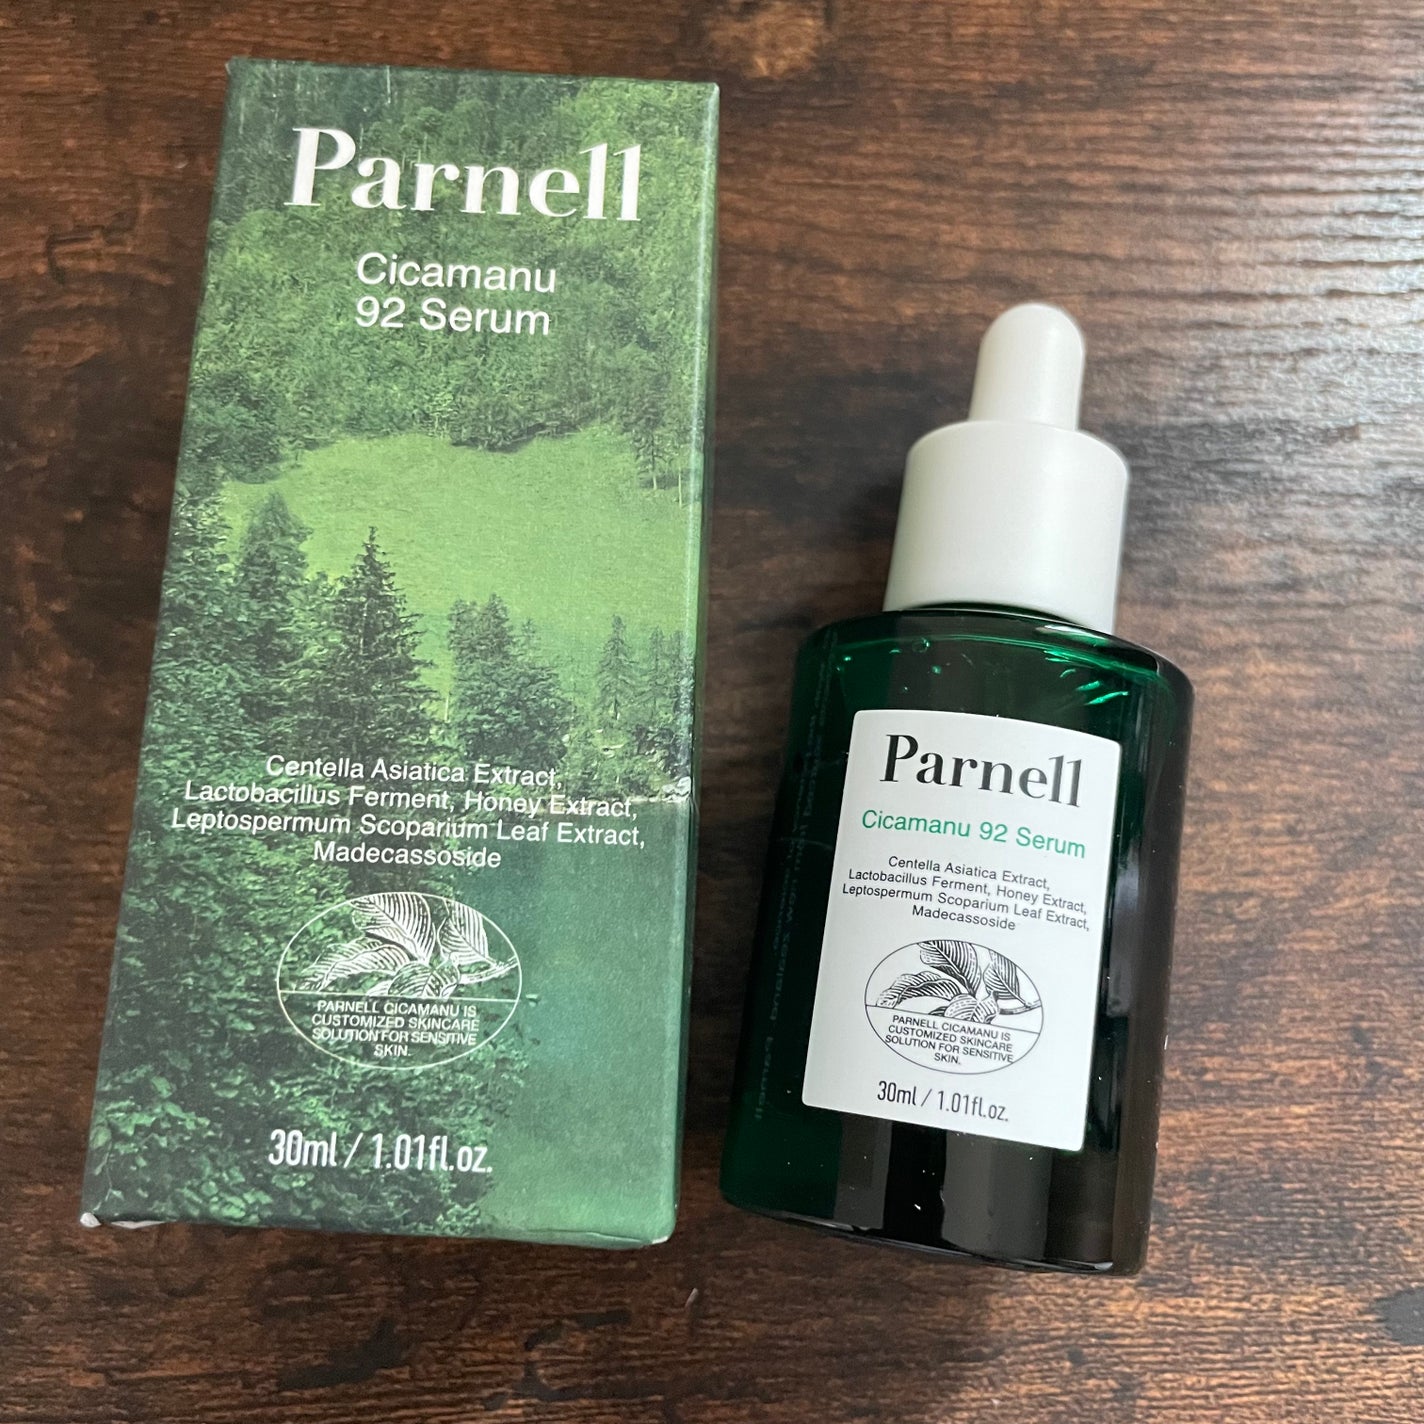 Parnell
Cicamanu
92 Serum
Centella Asiatica Extract,
Lactobacillus Ferment, Honey Extract,
Leptospermum Scoparium Leaf Extract,
Madecassoside
PARNELL CICAMANU IS
CUSTOMIZED SKINCARE
SOLUTION FOR SENSITIVE
SKIN.
30ml / 1.01fl.oz.
Parnell
Cicamanu 92 Serum
Centella Asiatica Extract,
Lactobacillus Ferment, Honey Extract,
Leptospermum Scoparium Leaf Extract,
Madecassoside
PARNELL CICAMANU IS
CUSTOMIZED SKINCARE
SOLUTION FOR SENSITIVE
SKIN.
30ml / 1.01fl.oz.